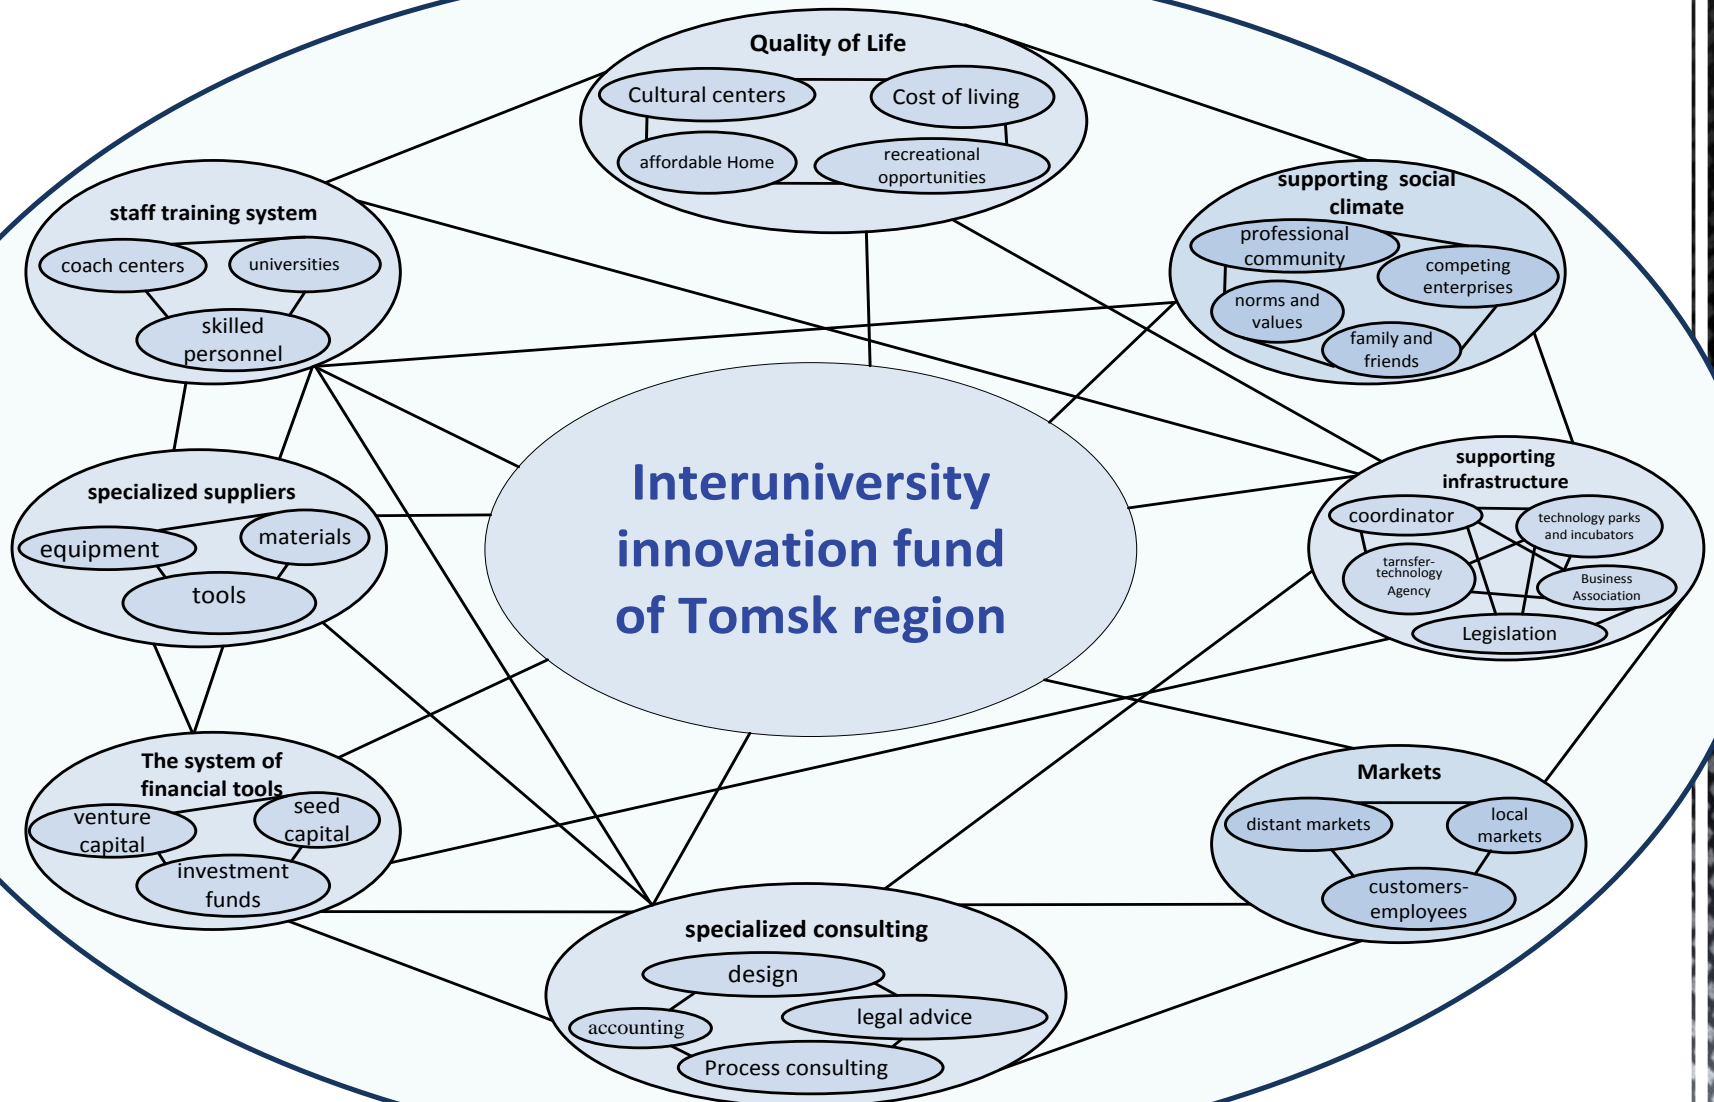 Quality of Life
Cultural centers
Cost of living
affordable Home
recreational
opportunities
supporting social
climate
professional
community
competing
enterprises
norms and
values
family and
friends
staff training system
coach centers
universities
skilled
personnel
Interuniversity
innovation fund
of Tomsk region
supporting
infrastructure
coordinator
technology parks
and incubators
tarnsfer-
technology
Agency
Business
Association
Legislation
specialized suppliers
equipment
materials
tools
The system of
financial tools
venture
capital
seed
capital
investment
funds
Markets
distant markets
local
markets
customers-
employees
specialized consulting
design
accounting
legal advice
Process consulting